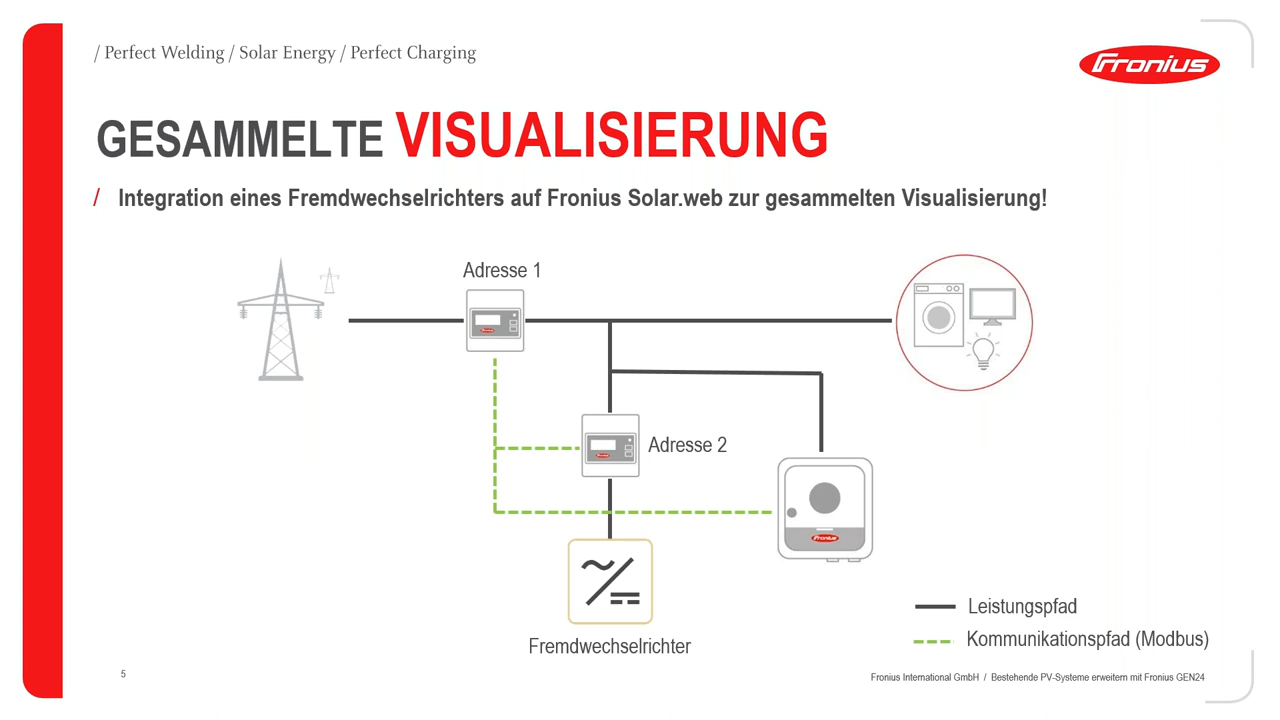 / Perfect Welding / Solar Energy / Perfect Charging
Fronius
GESAMMELTE VISUALISIERUNG
/ Integration eines Fremdwechselrichters auf Fronius Solar.web zur gesammelten Visualisierung!
Adresse 1
Adresse 2
Fronius
Fremdwechselrichter
Leistungspfad
Kommunikationspfad (Modbus)
5
Fronius International GmbH / Bestehende PV-Systeme erweitern mit Fronius GEN24